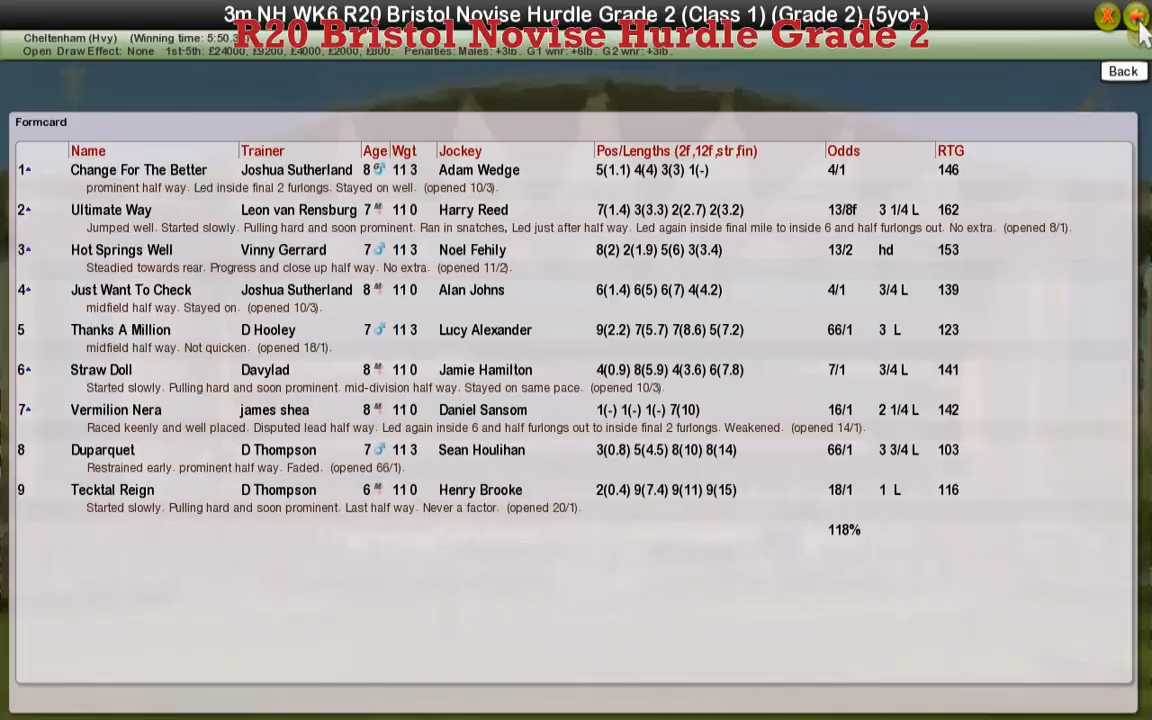 3m NH WK6 R20 Bristol Novise Hurdle Grade 2 (Class 1) (Grade 2) (5yo+)
R20 Bristol Novise Hurdle Grade 2
Cheltenham (Hvy) (Winning time: 5:50.
Open Draw Effect: None 1st-5th: £24000, £9200, £4000, £2000, £800. Penalties: Males: +3lb. G1 wnr: +6lb. G2 wnr: +3lb.
Back
Formcard
Name Trainer Age Wgt Jockey Pos/Lengths (2f,12f,str,fin) Odds RTG
1 Change For The Better Joshua Sutherland 8 11 3 Adam Wedge 5(1.1) 4(4) 3(3) 1(-) 4/1 146
prominent half way. Led inside final 2 furlongs. Stayed on well. (opened 10/3).
2 Ultimate Way Leon van Rensburg 7 11 0 Harry Reed 7(1.4) 3(3.3) 2(2.7) 2(3.2) 13/8f 3 1/4 L 162
Jumped well. Started slowly. Pulling hard and soon prominent. Ran in snatches, Led just after half way. Led again inside final mile to inside 6 and half furlongs out. No extra. (opened 8/1).
3 Hot Springs Well Vinny Gerrard 7 11 3 Noel Fehily 8(2) 2(1.9) 5(6) 3(3.4) 13/2 hd 153
Steadied towards rear. Progress and close up half way. No extra. (opened 11/2).
4 Just Want To Check Joshua Sutherland 8 11 0 Alan Johns 6(1.4) 6(5) 6(7) 4(4.2) 4/1 3/4 L 139
midfield half way. Stayed on. (opened 10/3).
5 Thanks A Million D Hooley 7 11 3 Lucy Alexander 9(2.2) 7(5.7) 7(8.6) 5(7.2) 66/1 3 L 123
midfield half way. Not quicken. (opened 18/1).
6 Straw Doll Davylad 8 11 0 Jamie Hamilton 4(0.9) 8(5.9) 4(3.6) 6(7.8) 7/1 3/4 L 141
Started slowly. Pulling hard and soon prominent. mid-division half way. Stayed on same pace. (opened 10/3).
7 Vermilion Nera james shea 8 11 0 Daniel Sansom 1(-) 1(-) 1(-) 7(10) 16/1 2 1/4 L 142
Raced keenly and well placed. Disputed lead half way. Led again inside 6 and half furlongs out to inside final 2 furlongs. Weakened. (opened 14/1).
8 Duparquet D Thompson 7 11 3 Sean Houlihan 3(0.8) 5(4.5) 8(10) 8(14) 66/1 3 3/4 L 103
Restrained early. prominent half way. Faded. (opened 66/1).
9 Tecktal Reign D Thompson 6 11 0 Henry Brooke 2(0.4) 9(7.4) 9(11) 9(15) 18/1 1 L 116
Started slowly. Pulling hard and soon prominent. Last half way. Never a factor. (opened 20/1).
118%